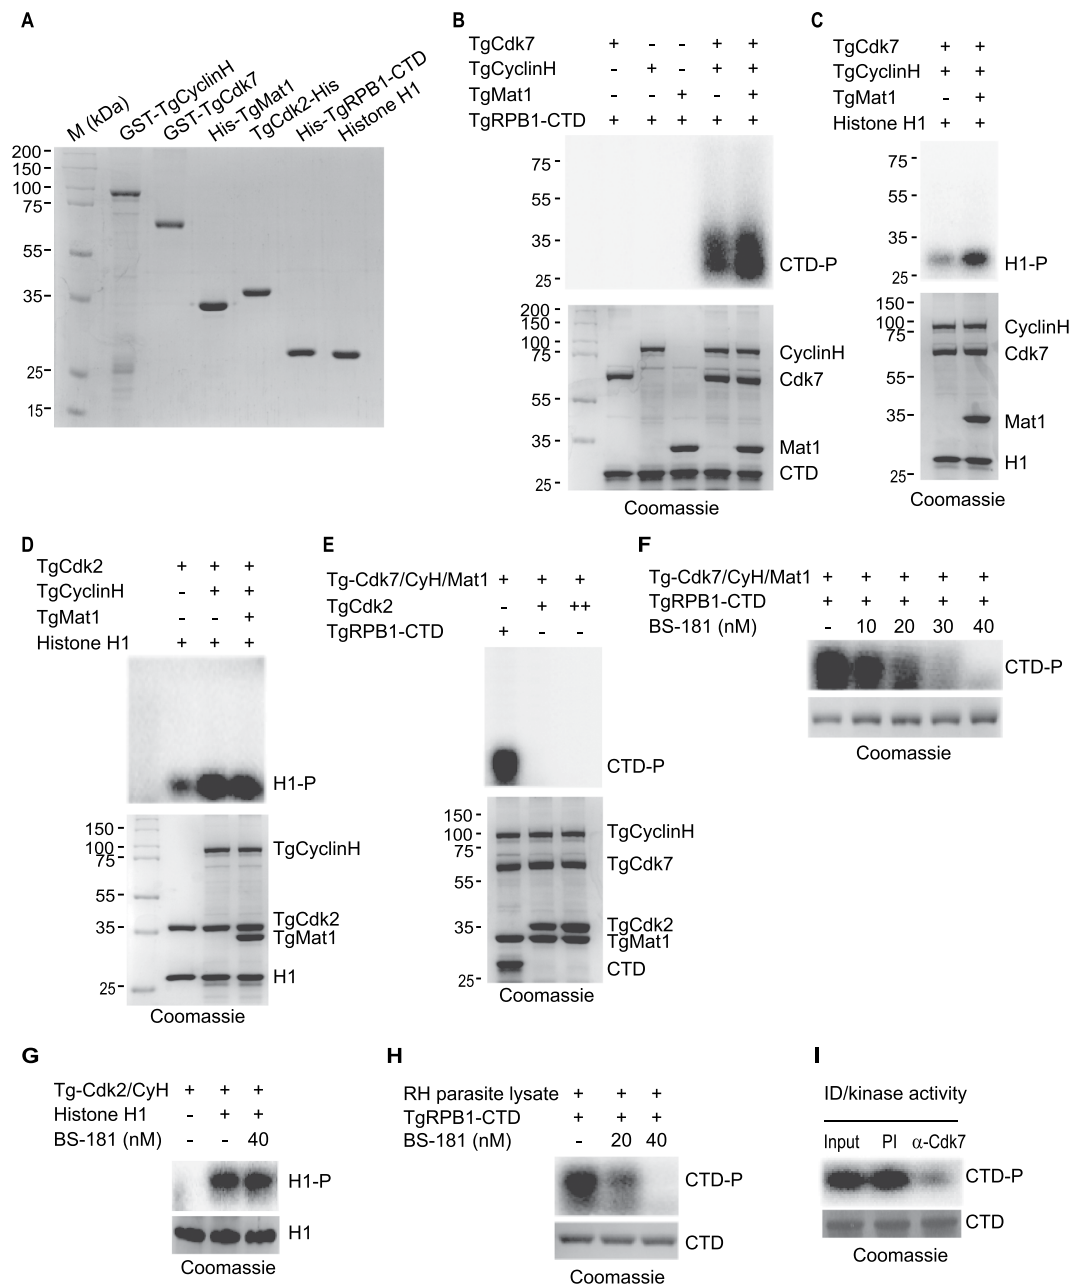 A
M (kDa)
GST-TgCyclinH
GST-TgCdk7
His-TgMat1
TgCdk2-His
His-TgRPB1-CTD
Histone H1
200
150
100
75
55
35
25
15
B
TgCdk7 + - - + +
TgCyclinH - + - + +
TgMat1 - - + - +
TgRPB1-CTD + + + + +
75
55
35
CTD-P
25
200
150
100
75
CyclinH
Cdk7
55
35
Mat1
CTD
25
Coomassie
C
TgCdk7 + +
TgCyclinH + +
TgMat1 - +
Histone H1 + +
75
55
35
H1-P
25
150
100
75
CyclinH
Cdk7
55
35
Mat1
H1
25
Coomassie
D
TgCdk2 + + +
TgCyclinH - + +
TgMat1 - - +
Histone H1 + + +
H1-P
150
100
75
TgCyclinH
55
35
TgCdk2
TgMat1
H1
25
Coomassie
E
Tg-Cdk7/CyH/Mat1 + + +
TgCdk2 - + ++
TgRPB1-CTD + - -
CTD-P
150
100
75
TgCyclinH
TgCdk7
55
35
TgCdk2
TgMat1
CTD
25
Coomassie
F
Tg-Cdk7/CyH/Mat1 + + + + +
TgRPB1-CTD + + + + +
BS-181 (nM) - 10 20 30 40
CTD-P
Coomassie
G
Tg-Cdk2/CyH + + +
Histone H1 - + +
BS-181 (nM) - - 40
H1-P
H1
Coomassie
H
RH parasite lysate + + +
TgRPB1-CTD + + +
BS-181 (nM) - 20 40
CTD-P
CTD
Coomassie
I
ID/kinase activity
Input PI α-Cdk7
CTD-P
CTD
Coomassie